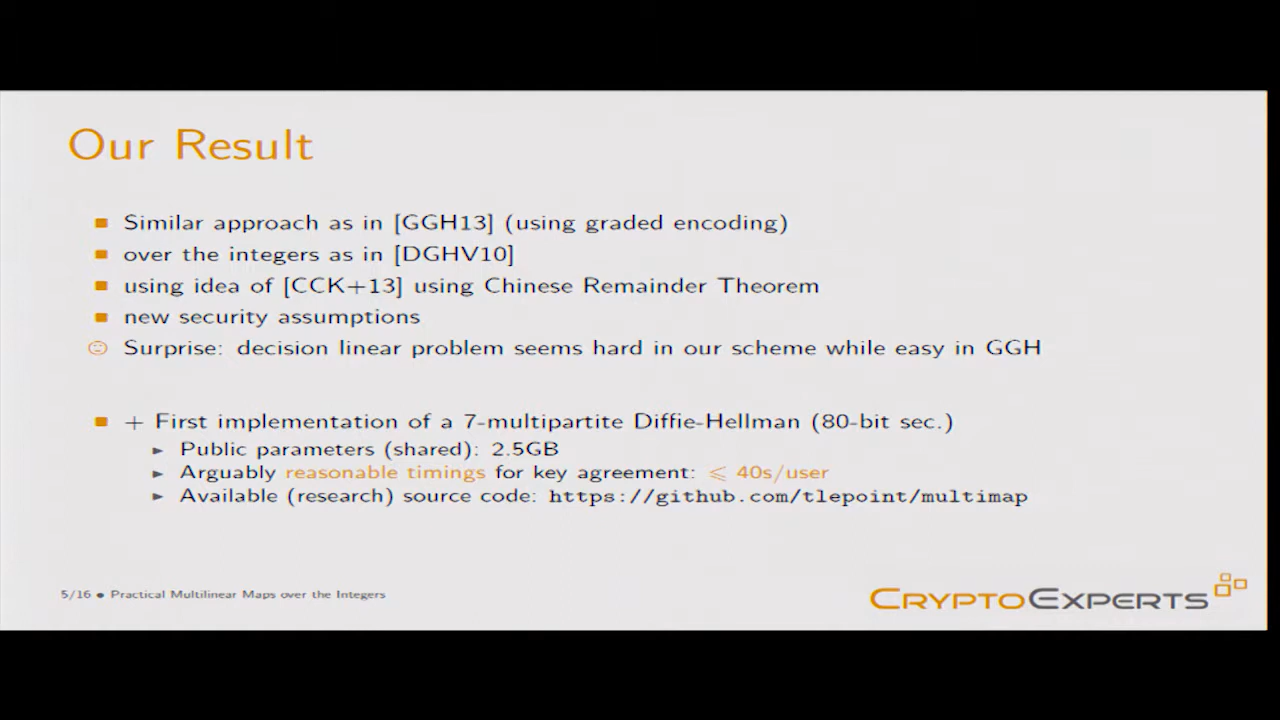 Our Result
Similar approach as in [GGH13] (using graded encoding)
over the integers as in [DGHV10]
using idea of [CCK+13] using Chinese Remainder Theorem
new security assumptions
Surprise: decision linear problem seems hard in our scheme while easy in GGH
+ First implementation of a 7-multipartite Diffie-Hellman (80-bit sec.)
Public parameters (shared): 2.5GB
Arguably reasonable timings for key agreement: ⩽ 40s/user
Available (research) source code: https://github.com/tlepoint/multimap
5/16 • Practical Multilinear Maps over the Integers
CRYPTOEXPERTS